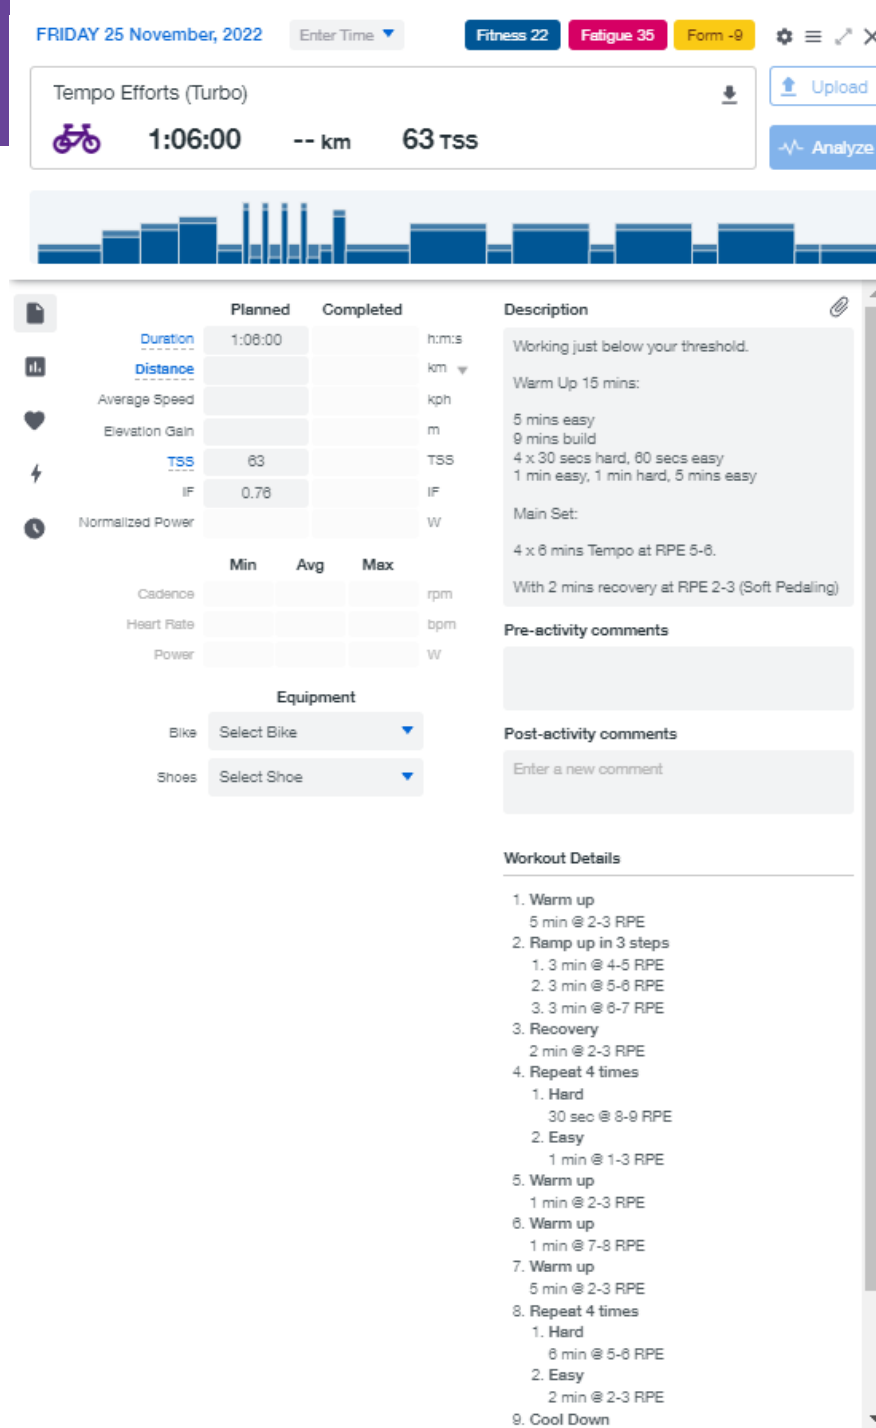 FRIDAY 25 November, 2022
Enter Time
Fitness 22
Fatigue 35
Form -9
Tempo Efforts (Turbo)
1:06:00
-- km
63 TSS
Upload
Analyze
Planned Completed
Duration 1:06:00 h:m:s
Distance km
Average Speed kph
Elevation Gain m
TSS 63 TSS
IF 0.76 IF
Normalized Power W
Min Avg Max
Cadence rpm
Heart Rate bpm
Power W
Equipment
Bike Select Bike
Shoes Select Shoe
Description
Working just below your threshold.
Warm Up 15 mins:
5 mins easy
9 mins build
4 x 30 secs hard, 60 secs easy
1 min easy, 1 min hard, 5 mins easy
Main Set:
4 x 6 mins Tempo at RPE 5-6.
With 2 mins recovery at RPE 2-3 (Soft Pedaling)
Pre-activity comments
Post-activity comments
Enter a new comment
Workout Details
1. Warm up
5 min @ 2-3 RPE
2. Ramp up in 3 steps
1. 3 min @ 4-5 RPE
2. 3 min @ 5-6 RPE
3. 3 min @ 6-7 RPE
3. Recovery
2 min @ 2-3 RPE
4. Repeat 4 times
1. Hard
30 sec @ 8-9 RPE
2. Easy
1 min @ 1-3 RPE
5. Warm up
1 min @ 2-3 RPE
6. Warm up
1 min @ 7-8 RPE
7. Warm up
5 min @ 2-3 RPE
8. Repeat 4 times
1. Hard
6 min @ 5-6 RPE
2. Easy
2 min @ 2-3 RPE
9. Cool Down